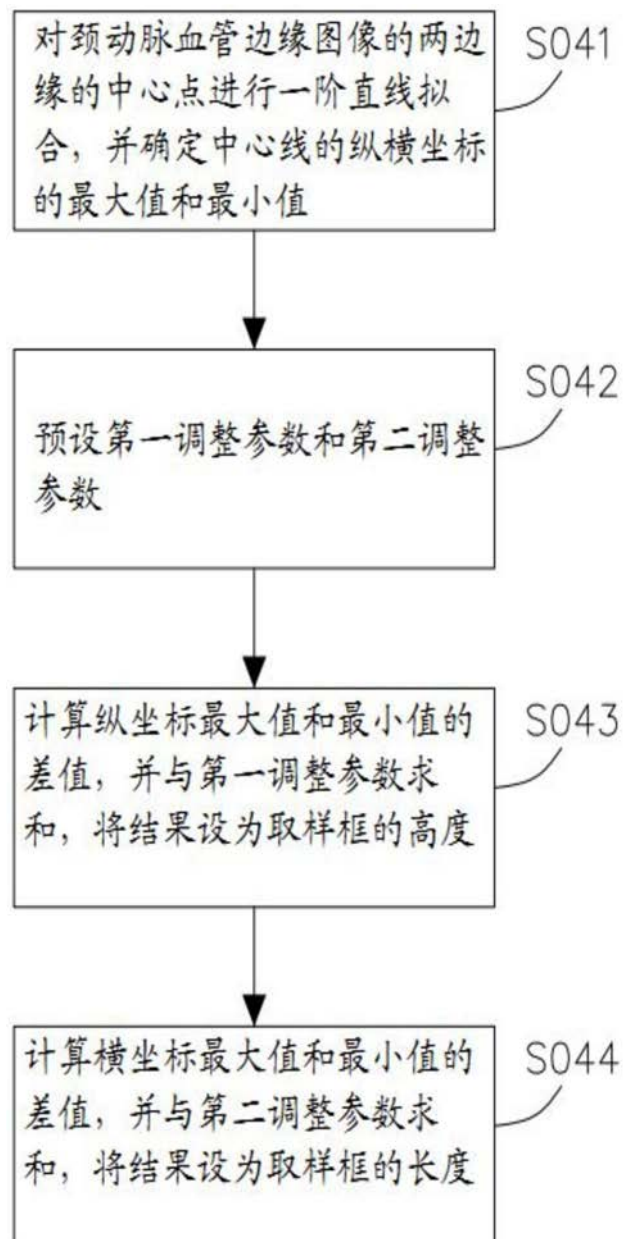 对颈动脉血管边缘图像的两边
缘的中心点进行一阶直线拟
合，并确定中心线的纵横坐标
的最大值和最小值
S041
预设第一调整参数和第二调整
参数
S042
计算纵坐标最大值和最小值的
差值，并与第一调整参数求
和，将结果设为取样框的高度
S043
计算横坐标最大值和最小值的
差值，并与第二调整参数求
和，将结果设为取样框的长度
S044